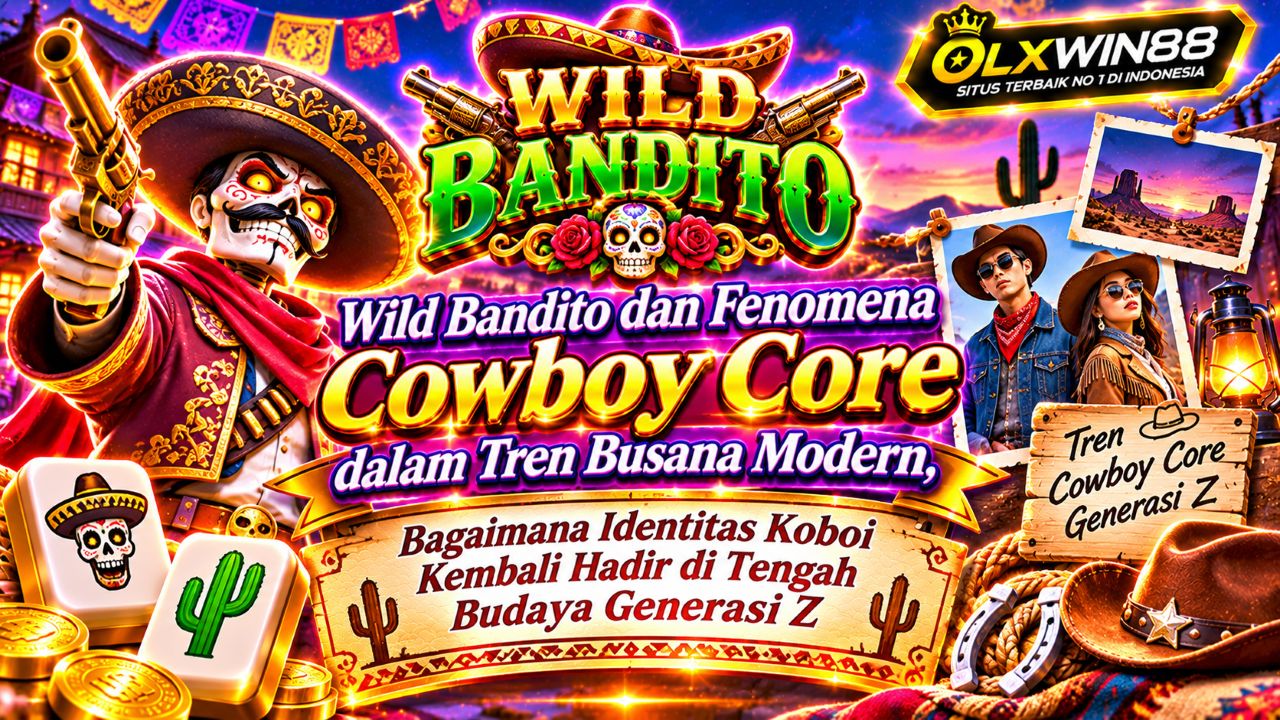 WILD
BANDITO
OLXWIN88
SITUS TERBAIK NO 1 DI INDONESIA
Wild Bandito dan Fenomena
Cowboy Core
dalam Tren Busana Modern,
Bagaimana Identitas Koboi
Kembali Hadir di Tengah
Budaya Generasi Z
Tren
Cowboy Core
Generasi Z